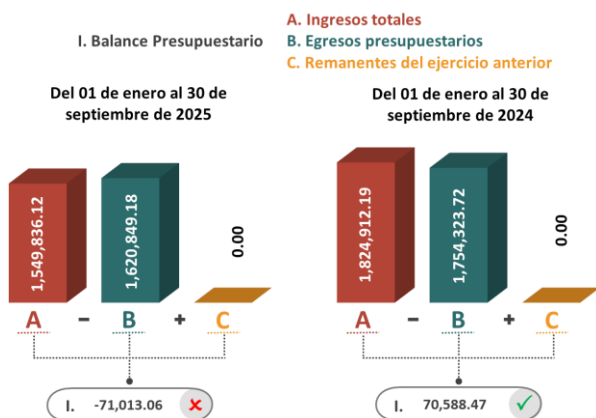 A. Ingresos totales
I. Balance Presupuestario
B. Egresos presupuestarios
C. Remanentes del ejercicio anterior
Del 01 de enero al 30 de
septiembre de 2025
1,549,836.12
1,620,849.18
0.00
A - B + C
I. -71,013.06
Del 01 de enero al 30 de
septiembre de 2024
1,824,912.19
1,754,323.72
0.00
A - B + C
I. 70,588.47